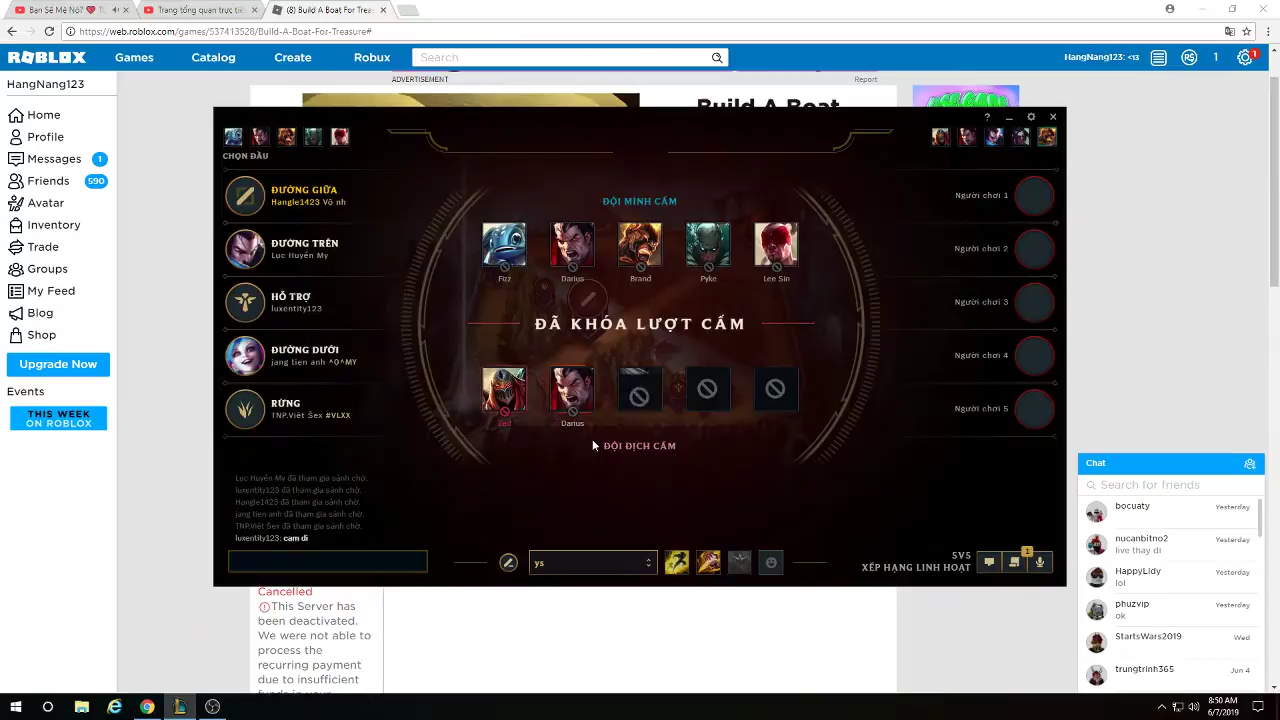 Bạn Sẽ Mê Nó?
Trang tổng quan trực tiế
(8) Build A Boat For Treasure
https://web.roblox.com/games/537413528/Build-A-Boat-For-Treasure#
ROBLOX
Games
Catalog
Create
Robux
Search
HangNang123: <13
1
1
HangNang123
Home
Profile
Messages 1
Friends 590
Avatar
Inventory
Trade
Groups
My Feed
Blog
Shop
Upgrade Now
Events
THIS WEEK
ON ROBLOX
ADVERTISEMENT
Report
Build A Boat
?
CHỌN ĐẦU
ĐƯỜNG GIỮA
Hangle1423 Vô nh
ĐƯỜNG TRÊN
Lục Huyền My
HỖ TRỢ
luxentity123
ĐƯỜNG DƯỚI
jang tien anh ^O^MY
RỪNG
TNP.Việt Sex #VLXX
ĐỘI MÌNH CẤM
Fizz
Darius
Brand
Pyke
Lee Sin
ĐÃ KHÓA LƯỢT CẤM
Zed
Darius
ĐỘI ĐỊCH CẤM
Người chơi 1
Người chơi 2
Người chơi 3
Người chơi 4
Người chơi 5
Lục Huyền My đã tham gia sảnh chờ.
luxentity123 đã tham gia sảnh chờ.
Hangle1423 đã tham gia sảnh chờ.
jang tien anh đã tham gia sảnh chờ.
TNP.Việt Sex đã tham gia sảnh chờ.
luxentity123: cam di
ys
5V5
XẾP HẠNG LINH HOẠT
1
Cancelled
This Server has
been deactivated.
We were not able to
process the
recurring payment
due to insufficient
Chat
Search for friends
bocuaty
Yesterday
nucanbitno2
Yesterday
live thay di
HappyLldy
Yesterday
lol
phuzvip
Yesterday
ok
StartsWars2019
Wed
trungtrinh365
Jun 4
8:50 AM
6/7/2019